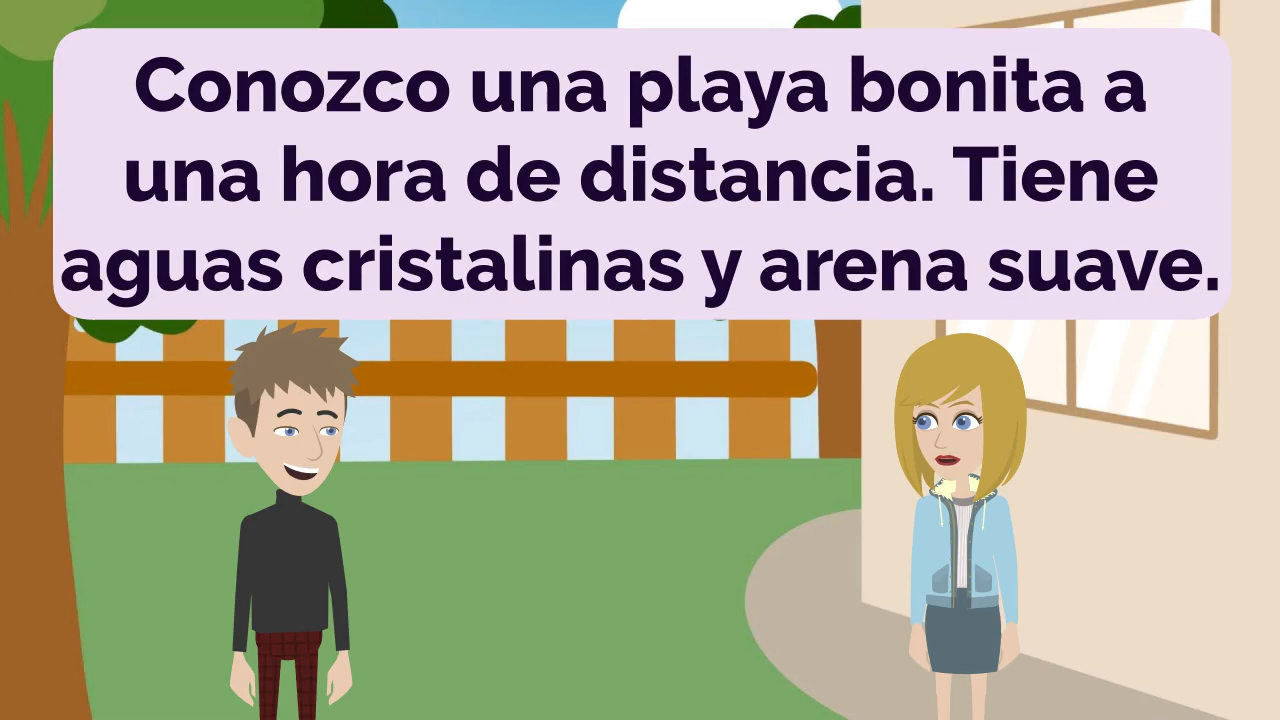 Conozco una playa bonita a
una hora de distancia. Tiene
aguas cristalinas y arena suave.